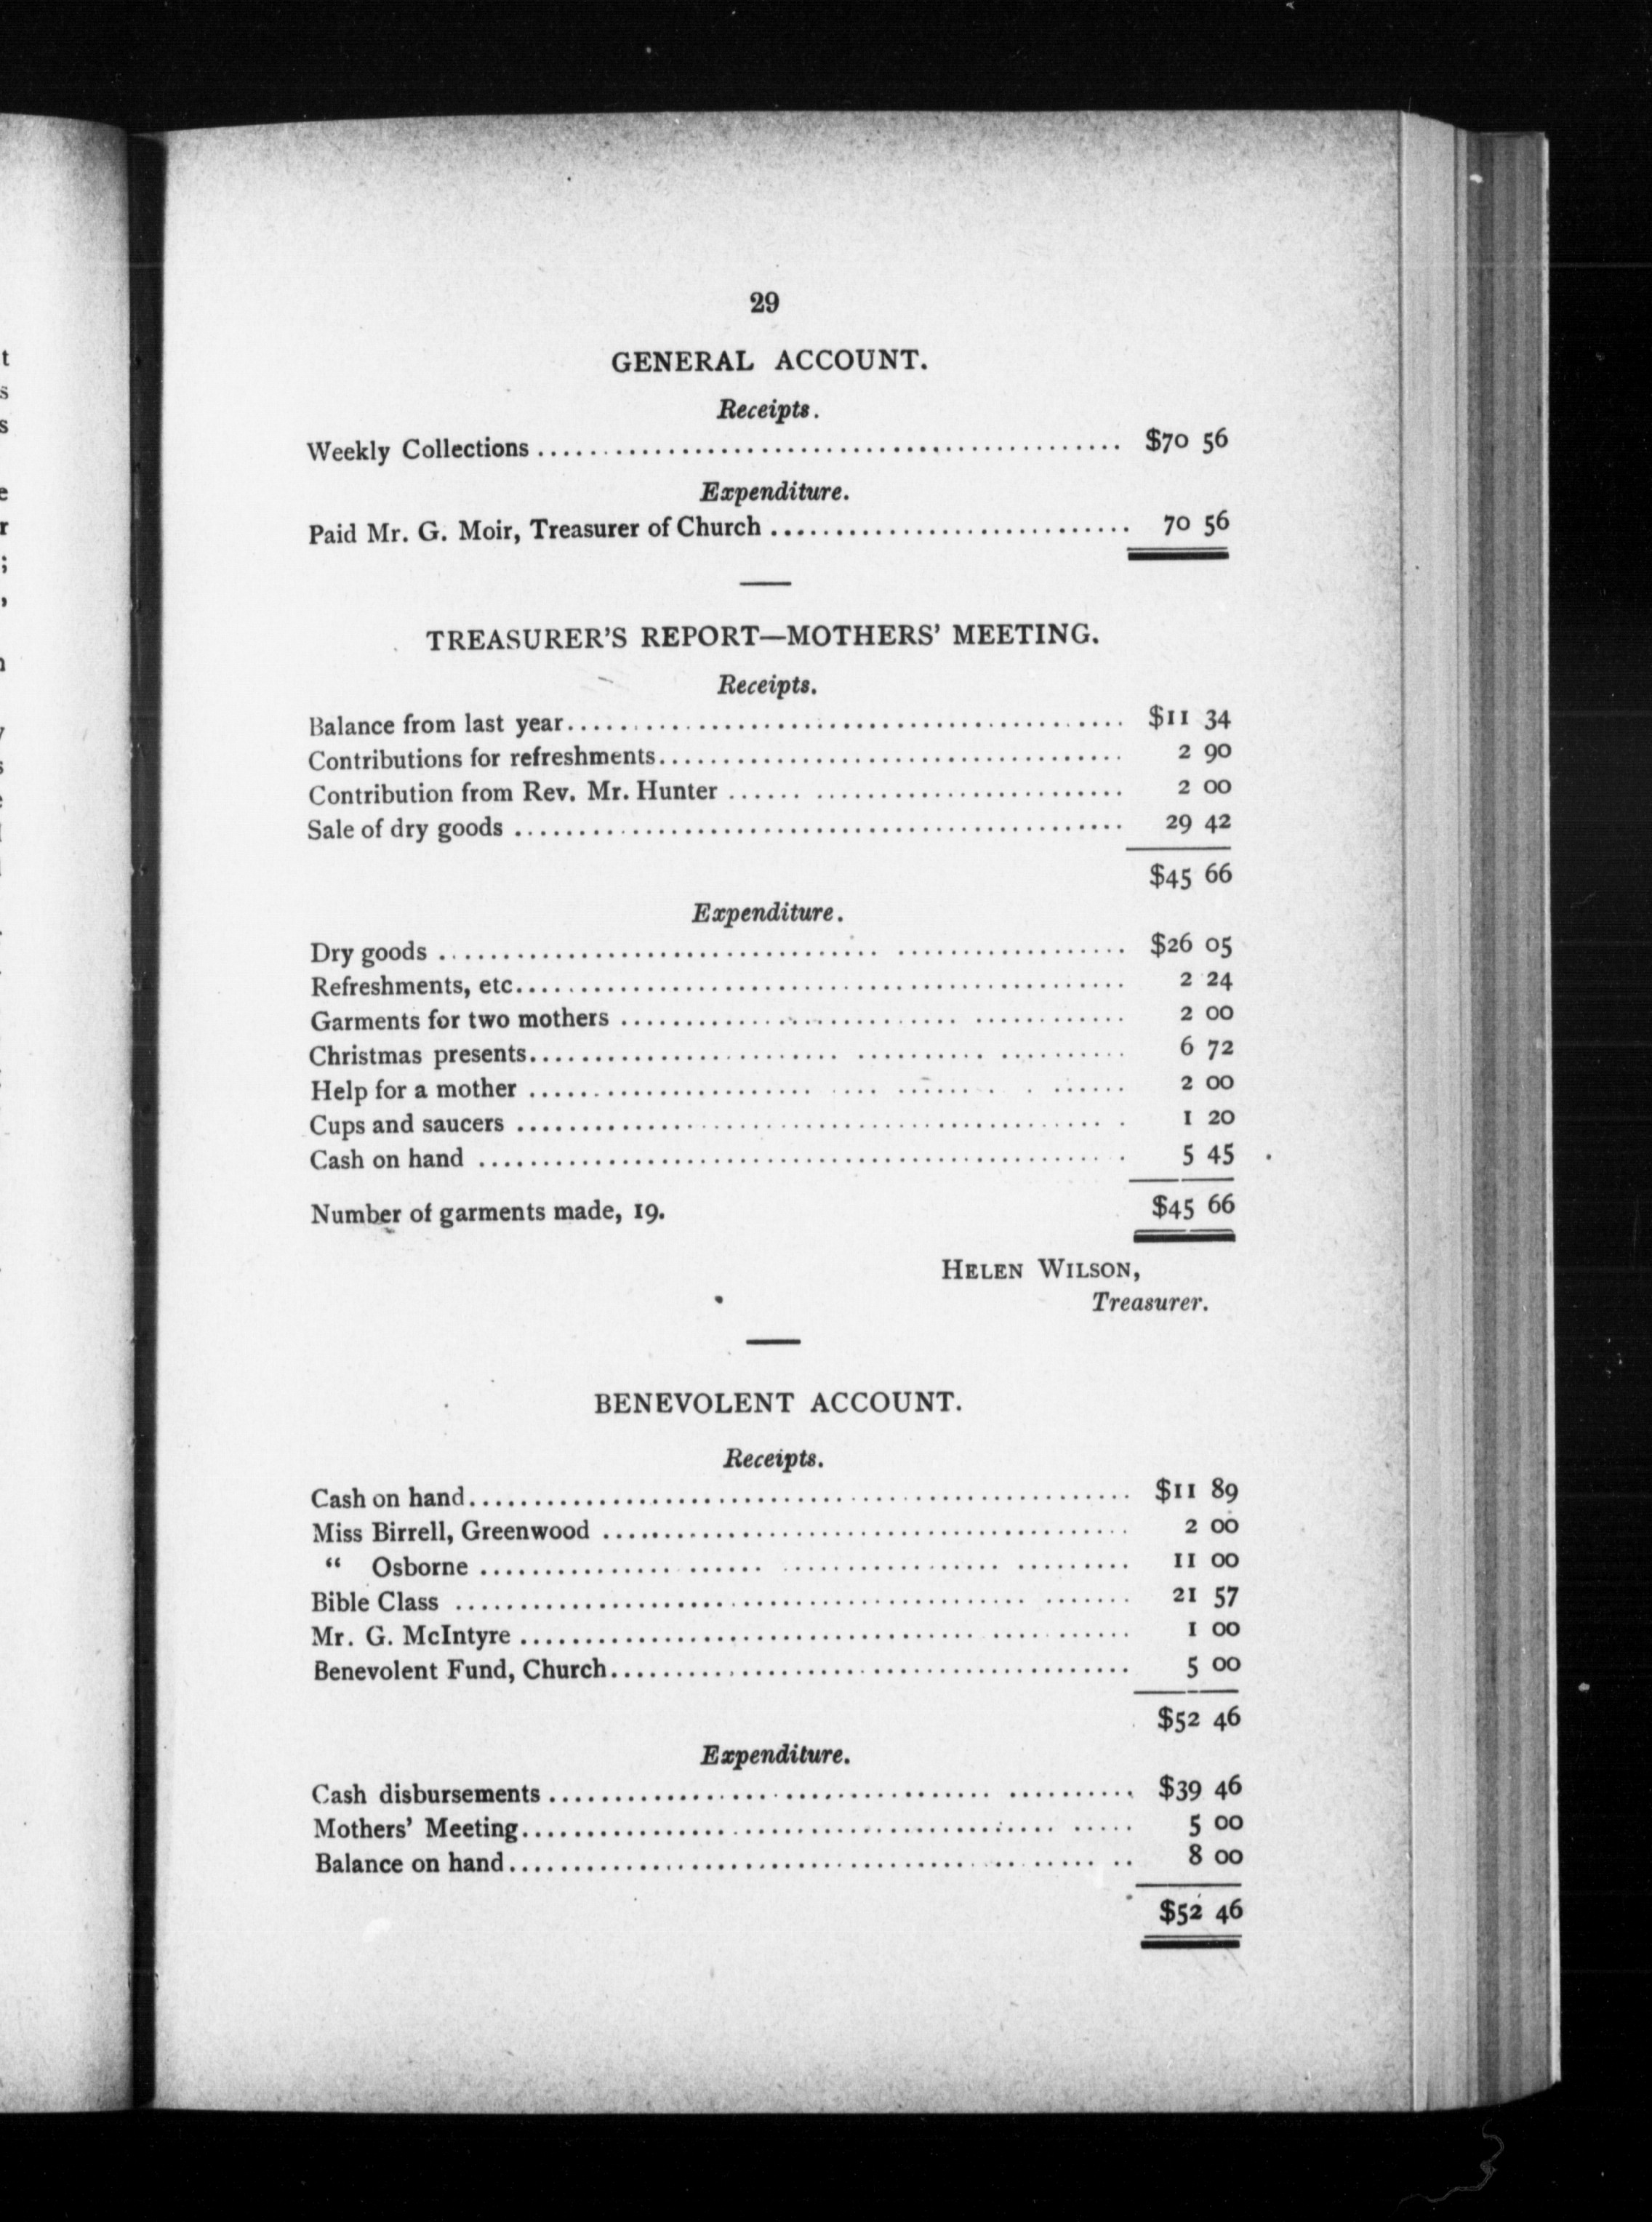 29
GENERAL ACCOUNT.
Receipts.
Weekly Collections ........ $70 56
Expenditure.
Paid Mr. G. Moir, Treasurer of Church ........ 70 56
TREASURER'S REPORT—MOTHERS' MEETING.
Receipts.
Balance from last year ........ $11 34
Contributions for refreshments ........ 2 90
Contribution from Rev. Mr. Hunter ........ 2 00
Sale of dry goods ........ 29 42
$45 66
Expenditure.
Dry goods ........ $26 05
Refreshments, etc. ........ 2 24
Garments for two mothers ........ 2 00
Christmas presents ........ 6 72
Help for a mother ........ 2 00
Cups and saucers ........ 1 20
Cash on hand ........ 5 45
Number of garments made, 19. $45 66
HELEN WILSON,
Treasurer.
BENEVOLENT ACCOUNT.
Receipts.
Cash on hand ........ $11 89
Miss Birrell, Greenwood ........ 2 00
“ Osborne ........ 11 00
Bible Class ........ 21 57
Mr. G. McIntyre ........ 1 00
Benevolent Fund, Church ........ 5 00
$52 46
Expenditure.
Cash disbursements ........ $39 46
Mothers' Meeting ........ 5 00
Balance on hand ........ 8 00
$52 46